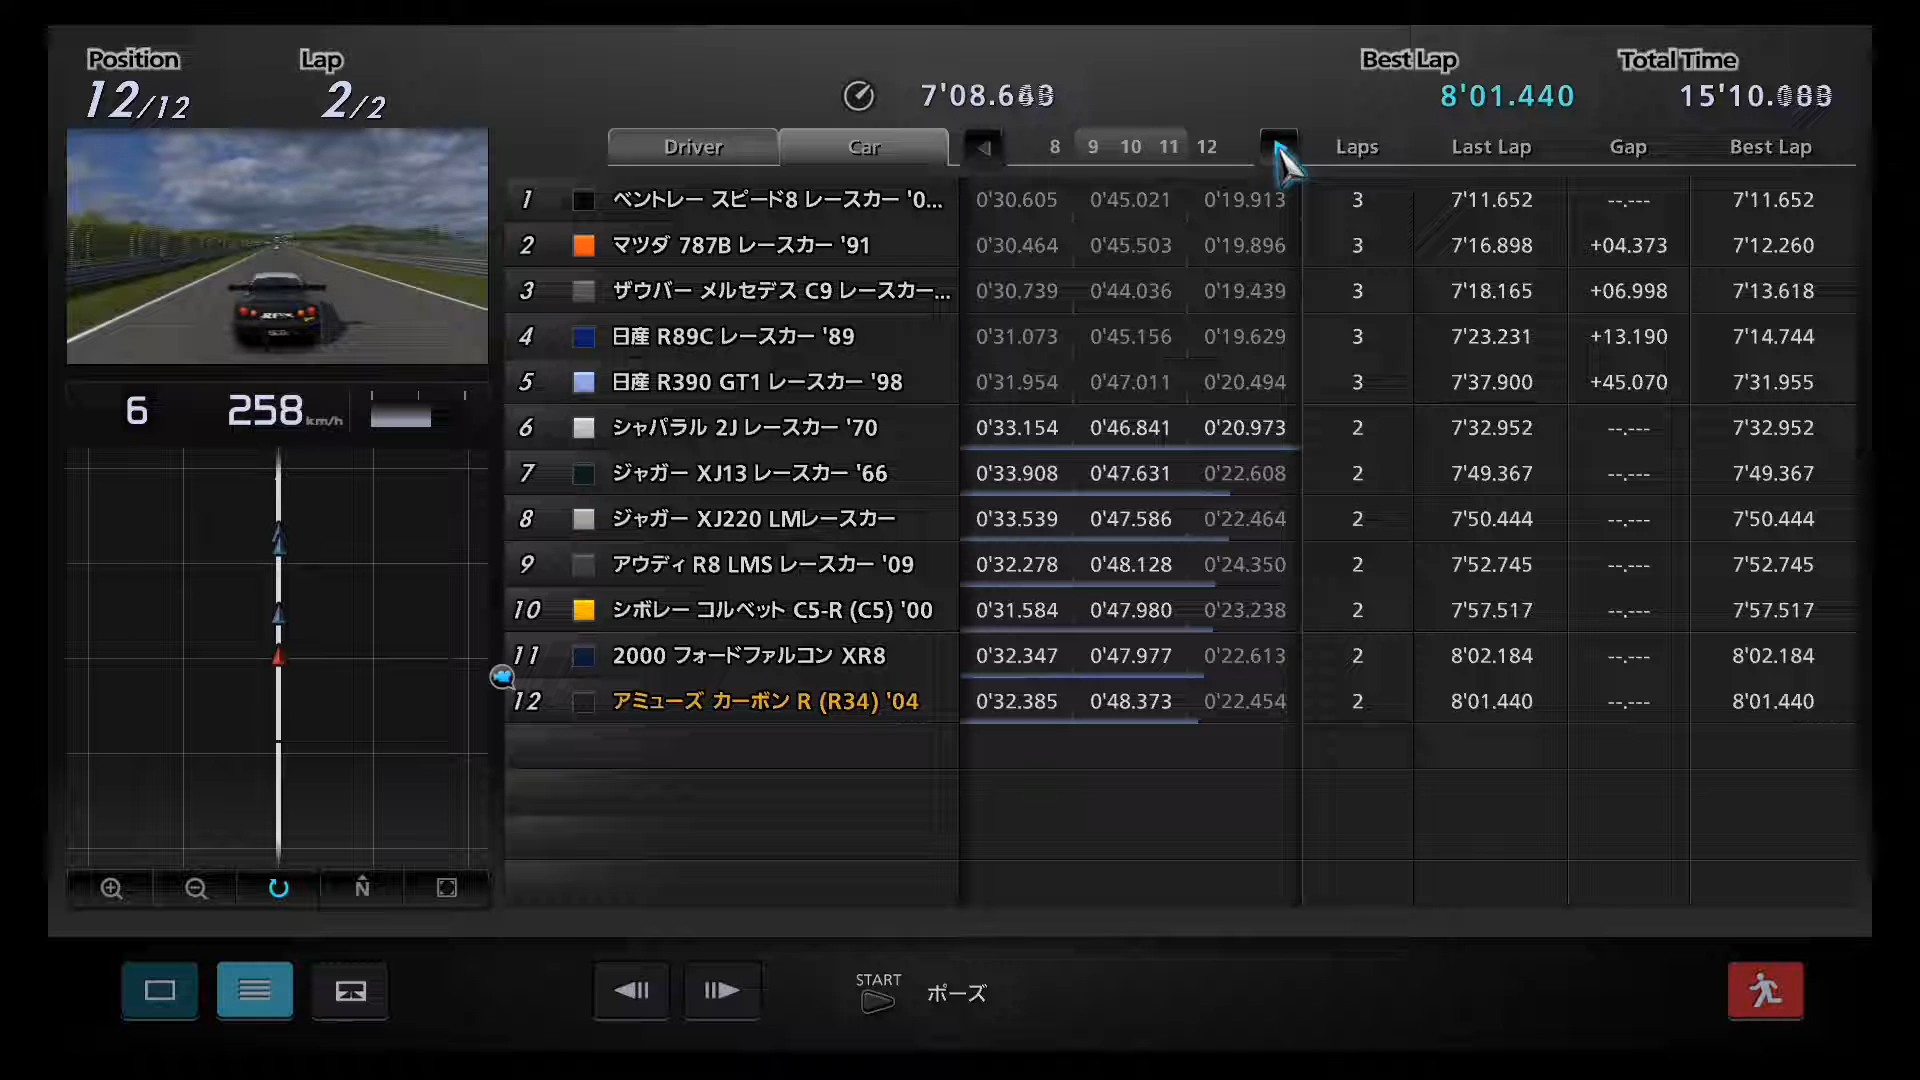 Position
Lap
Best Lap
Total Time
12/12
2/2
7'08.6
8'01.440
15'10.
Driver
Car
8 9 10 11 12
Laps
Last Lap
Gap
Best Lap
1 ベントレー スピード8 レースカー '0... 0'30.605 0'45.021 0'19.913 3 7'11.652 --.--- 7'11.652
2 マツダ 787B レースカー '91 0'30.464 0'45.503 0'19.896 3 7'16.898 +04.373 7'12.260
3 ザウバー メルセデス C9 レースカー... 0'30.739 0'44.036 0'19.439 3 7'18.165 +06.998 7'13.618
4 日産 R89C レースカー '89 0'31.073 0'45.156 0'19.629 3 7'23.231 +13.190 7'14.744
5 日産 R390 GT1 レースカー '98 0'31.954 0'47.011 0'20.494 3 7'37.900 +45.070 7'31.955
6 シャパラル 2J レースカー '70 0'33.154 0'46.841 0'20.973 2 7'32.952 --.--- 7'32.952
7 ジャガー XJ13 レースカー '66 0'33.908 0'47.631 0'22.608 2 7'49.367 --.--- 7'49.367
8 ジャガー XJ220 LMレースカー 0'33.539 0'47.586 0'22.464 2 7'50.444 --.--- 7'50.444
9 アウディ R8 LMS レースカー '09 0'32.278 0'48.128 0'24.350 2 7'52.745 --.--- 7'52.745
10 シボレー コルベット C5-R (C5) '00 0'31.584 0'47.980 0'23.238 2 7'57.517 --.--- 7'57.517
11 2000 フォードファルコン XR8 0'32.347 0'47.977 0'22.613 2 8'02.184 --.--- 8'02.184
12 アミューズ カーボン R (R34) '04 0'32.385 0'48.373 0'22.454 2 8'01.440 --.--- 8'01.440
6
258 km/h
N
START
ポーズ